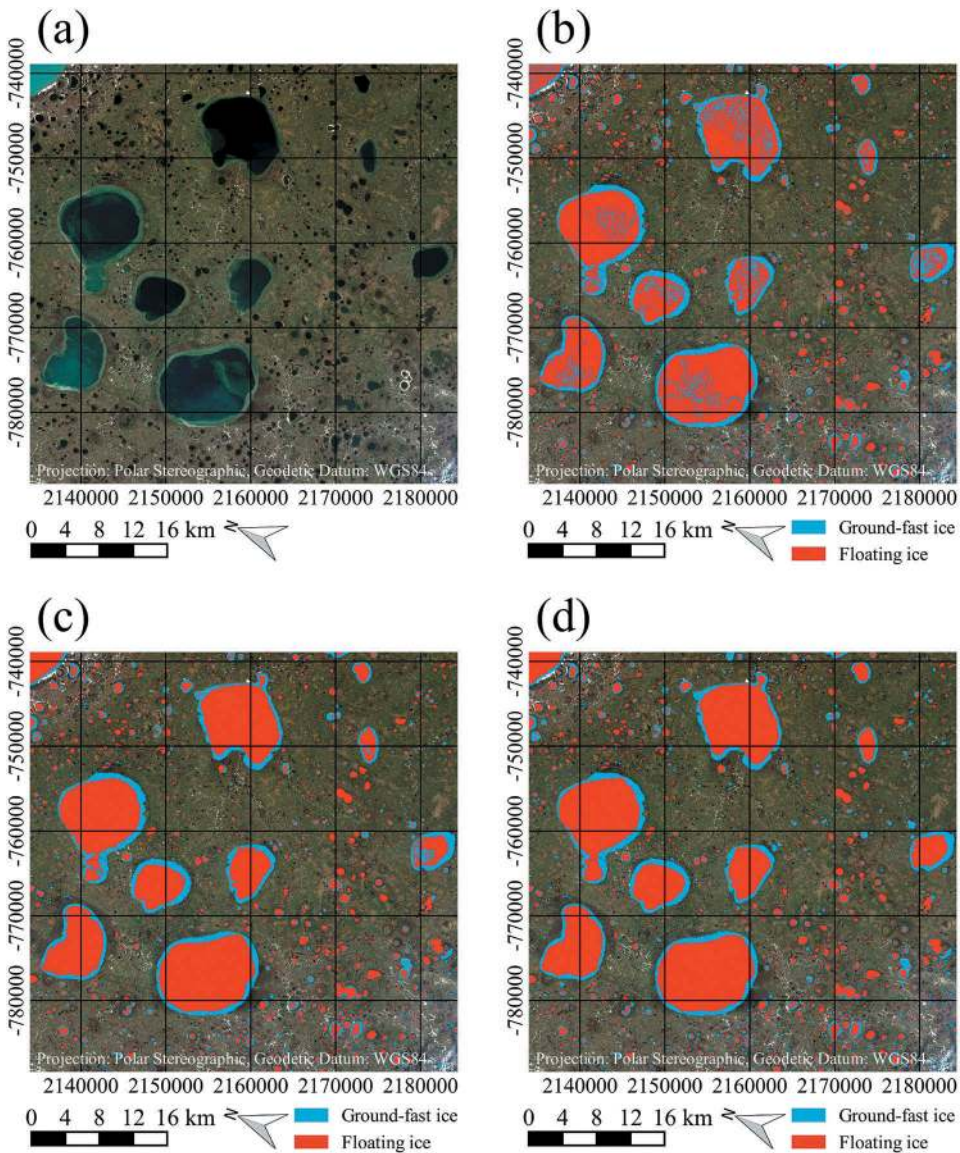 (a)
-740000
-750000
-760000
-770000
-780000
Projection: Polar Stereographic, Geodetic Datum: WGS84
2140000 2150000 2160000 2170000 2180000
0 4 8 12 16 km
N
(b)
-740000
-750000
-760000
-770000
-780000
Projection: Polar Stereographic, Geodetic Datum: WGS84
2140000 2150000 2160000 2170000 2180000
0 4 8 12 16 km
N
Ground-fast ice
Floating ice
(c)
-740000
-750000
-760000
-770000
-780000
Projection: Polar Stereographic, Geodetic Datum: WGS84
2140000 2150000 2160000 2170000 2180000
0 4 8 12 16 km
N
Ground-fast ice
Floating ice
(d)
-740000
-750000
-760000
-770000
-780000
Projection: Polar Stereographic, Geodetic Datum: WGS84
2140000 2150000 2160000 2170000 2180000
0 4 8 12 16 km
N
Ground-fast ice
Floating ice